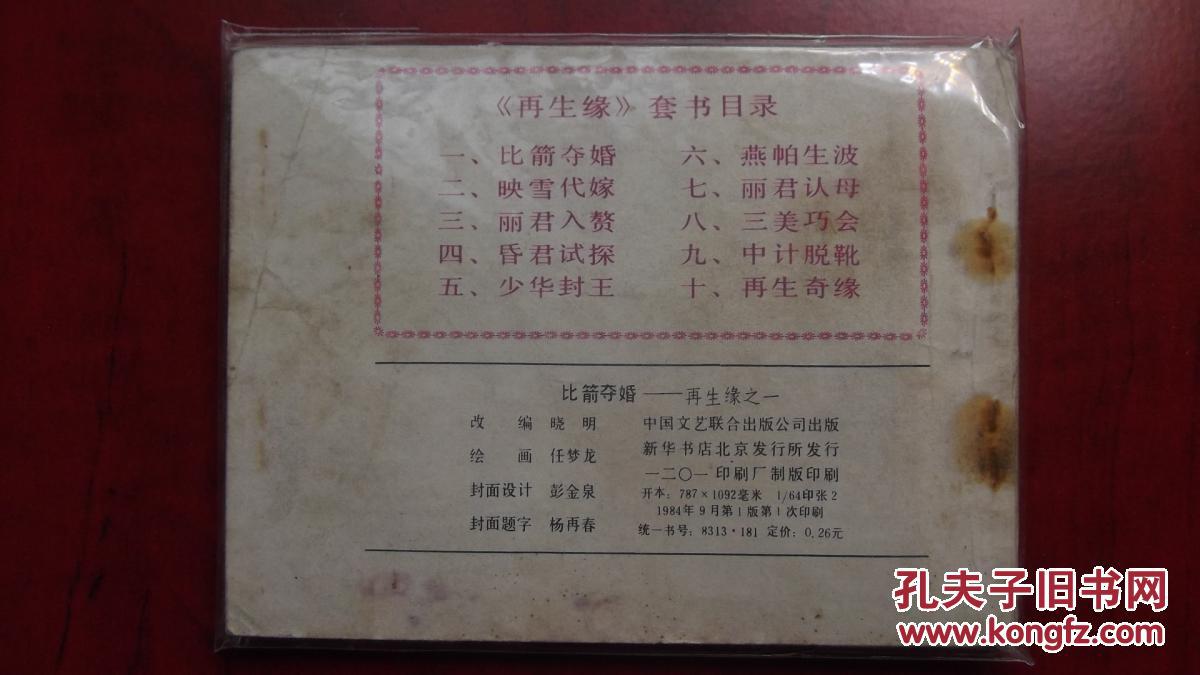 《再生缘》套书目录
一、比箭夺婚
二、映雪代嫁
三、丽君入赘
四、昏君试探
五、少华封王
六、燕帕生波
七、丽君认母
八、三美巧会
九、中计脱靴
十、再生奇缘
比箭夺婚——再生缘之一
改 编 晓 明
绘 画 任梦龙
封面设计 彭金泉
封面题字 杨再春
中国文艺联合出版公司出版
新华书店北京发行所发行
一二〇一印刷厂制版印刷
开本：787×1092毫米 1/64印张2
1984年9月第1版第1次印刷
统一书号：8313·181 定价：0.26元
孔夫子旧书网
www.kongfz.com